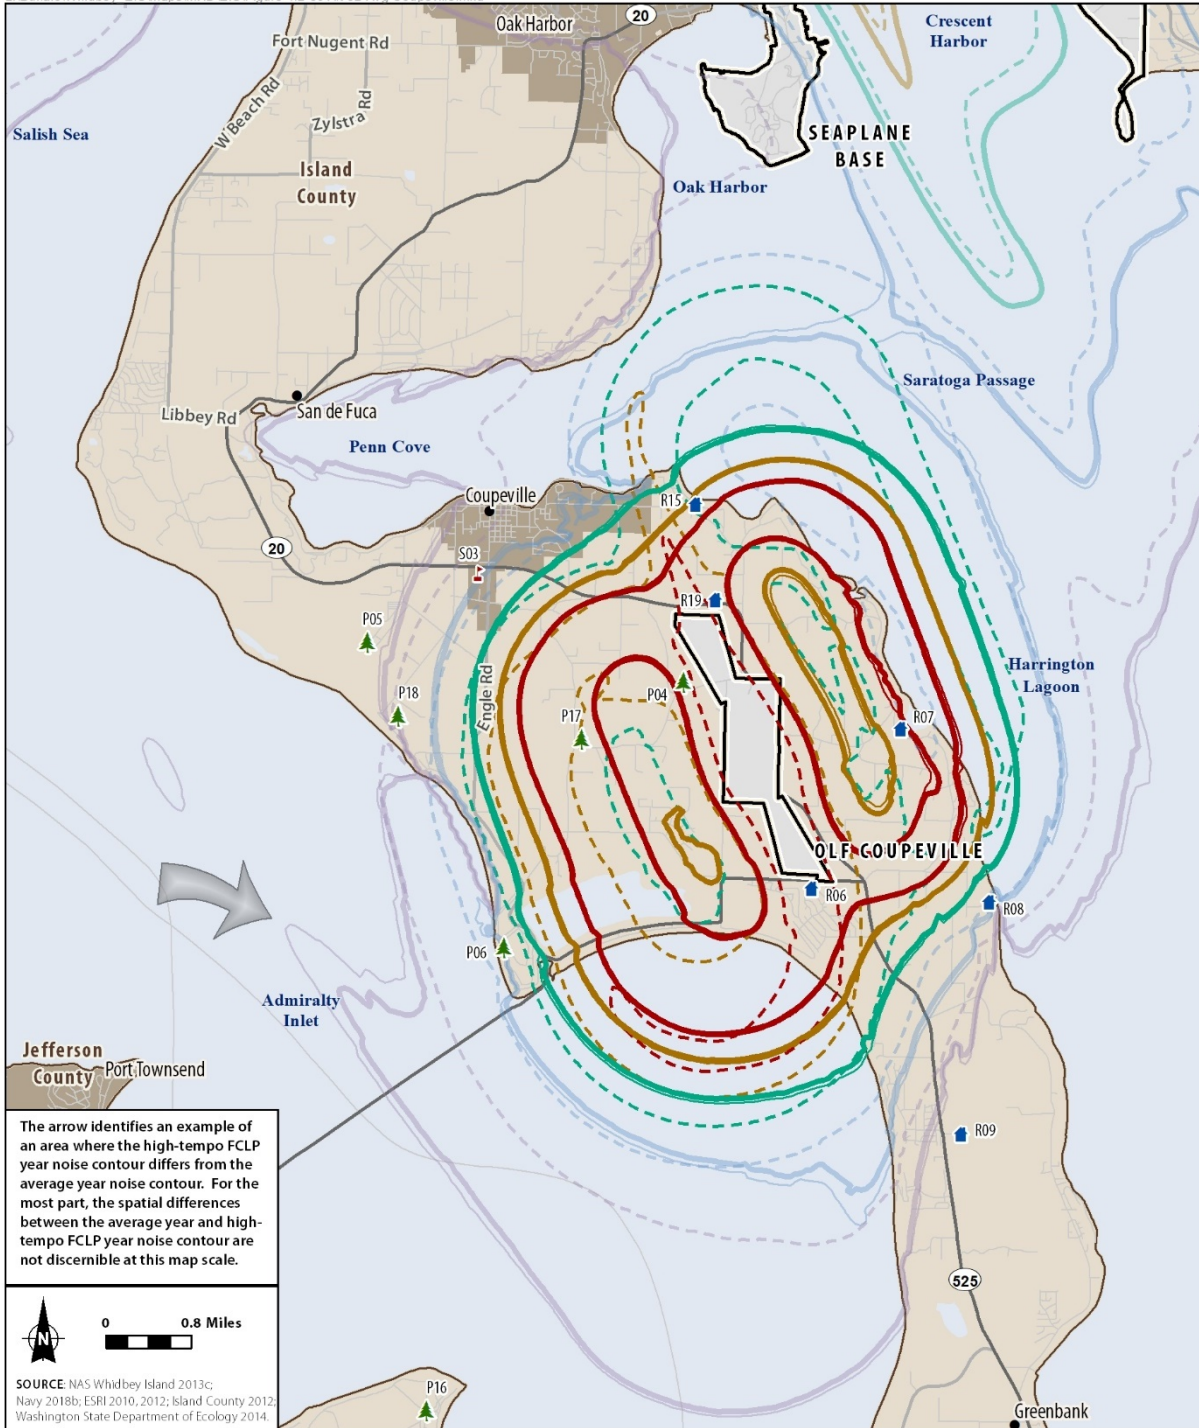 Oak Harbor
20
Crescent
Harbor
Fort Nugent Rd
W Beach Rd
Zylstra Rd
Salish Sea
SEAPLANE
BASE
Island
County
Oak Harbor
Saratoga Passage
San de Fuca
Libbey Rd
Penn Cove
Coupeville
R15
20
S03
R19
P05
Harrington
Lagoon
Engle Rd
P04
P18
P17
R07
OLF COUPEVILLE
R06
R08
P06
Admiralty
Inlet
Jefferson
County
Port Townsend
R09
The arrow identifies an example of
an area where the high-tempo FCLP
year noise contour differs from the
average year noise contour. For the
most part, the spatial differences
between the average year and high-
tempo FCLP year noise contour are
not discernible at this map scale.
525
N
0 0.8 Miles
SOURCE: NAS Whidbey Island 2013c;
Navy 2018b; ESRI 2010, 2012; Island County 2012;
Washington State Department of Ecology 2014.
P16
Greenbank